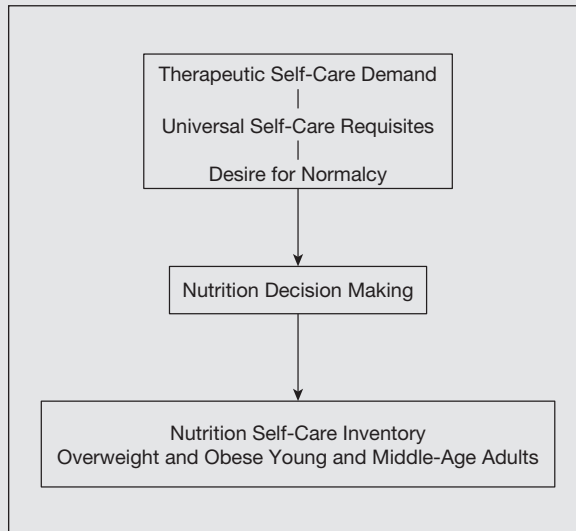 Therapeutic Self-Care Demand
Universal Self-Care Requisites
Desire for Normalcy
Nutrition Decision Making
Nutrition Self-Care Inventory
Overweight and Obese Young and Middle-Age Adults